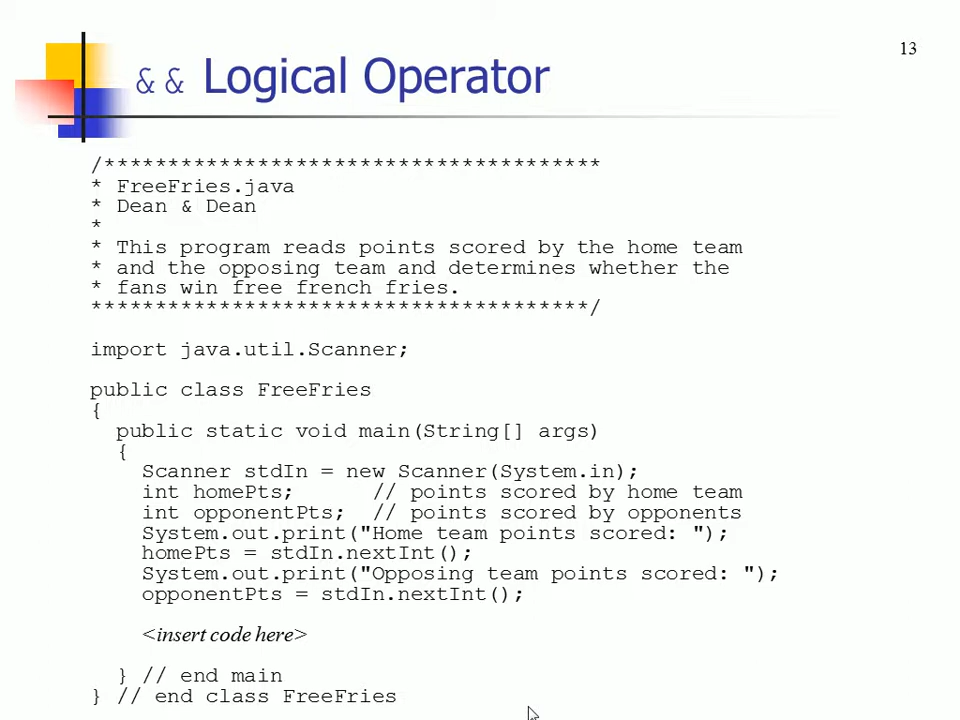 13
&& Logical Operator
/***************************************
* FreeFries.java
* Dean & Dean
*
* This program reads points scored by the home team
* and the opposing team and determines whether the
* fans win free french fries.
***************************************/
import java.util.Scanner;
public class FreeFries
{
public static void main(String[] args)
{
Scanner stdIn = new Scanner(System.in);
int homePts;      // points scored by home team
int opponentPts;  // points scored by opponents
System.out.print("Home team points scored: ");
homePts = stdIn.nextInt();
System.out.print("Opposing team points scored: ");
opponentPts = stdIn.nextInt();
<insert code here>
} // end main
} // end class FreeFries